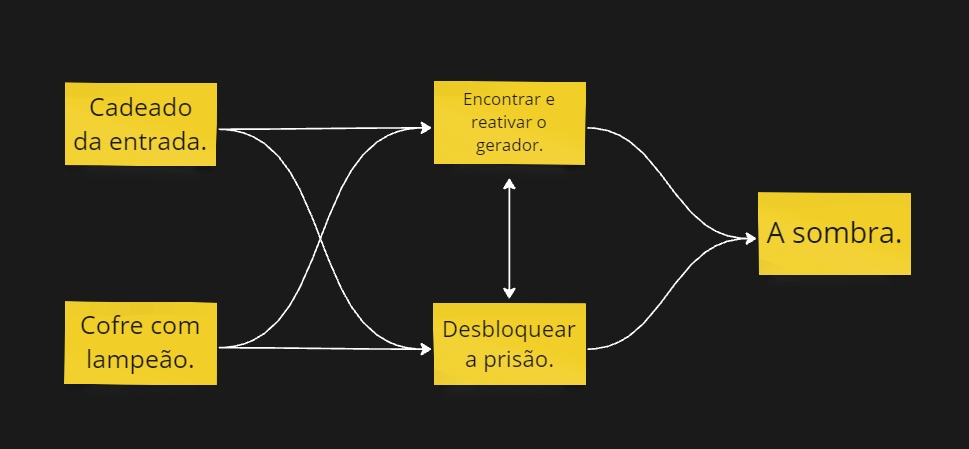 Cadeado
da entrada.
Encontrar e
reativar o
gerador.
A sombra.
Cofre com
lampeão.
Desbloquear
a prisão.